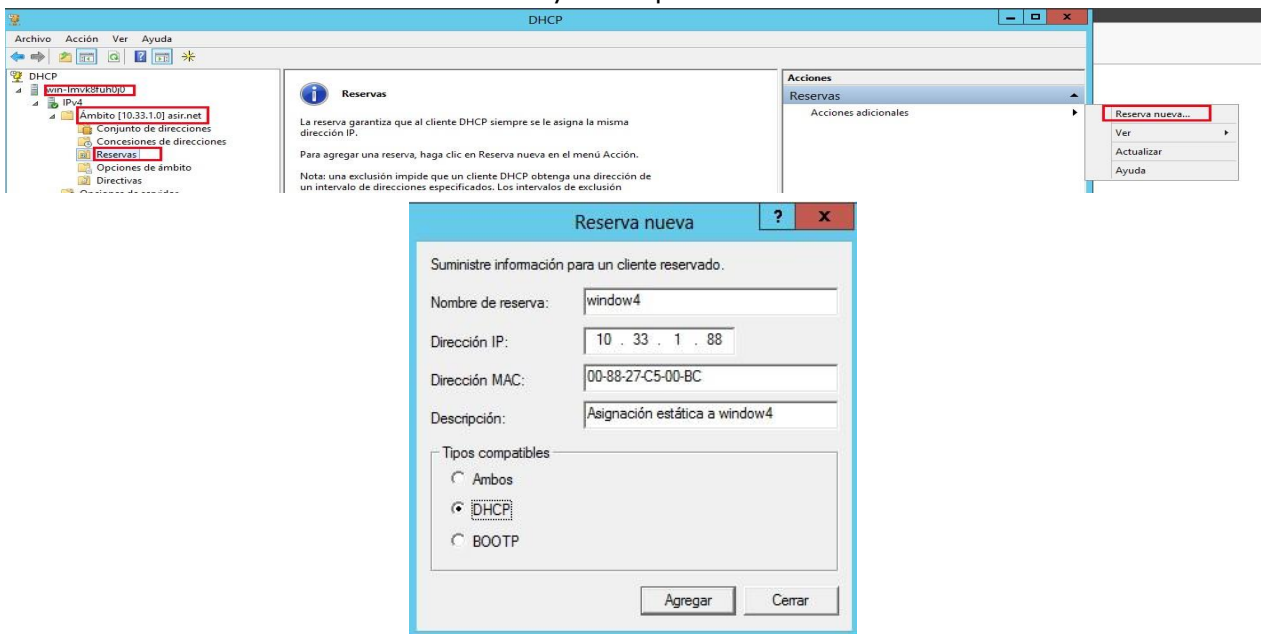 DHCP
Archivo Acción Ver Ayuda
DHCP
win-lmvk8fuh0j0
IPv4
Ámbito [10.33.1.0] asir.net
Conjunto de direcciones
Concesiones de direcciones
Reservas
Opciones de ámbito
Directivas
Reservas
La reserva garantiza que al cliente DHCP siempre se le asigna la misma
dirección IP.
Para agregar una reserva, haga clic en Reserva nueva en el menú Acción.
Nota: una exclusión impide que un cliente DHCP obtenga una dirección de
un intervalo de direcciones especificados. Los intervalos de exclusión
Acciones
Reservas
Acciones adicionales
Reserva nueva...
Ver
Actualizar
Ayuda
Reserva nueva
? X
Suministre información para un cliente reservado.
Nombre de reserva: window4
Dirección IP: 10 . 33 . 1 . 88
Dirección MAC: 00-88-27-C5-00-BC
Descripción: Asignación estática a window4
Tipos compatibles
Ambos
DHCP
BOOTP
Agregar Cerrar